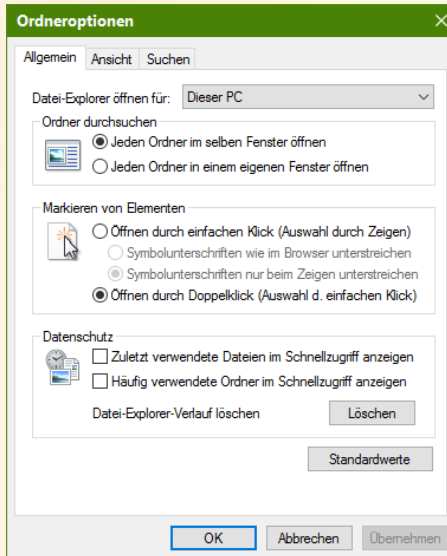 Ordneroptionen
Allgemein Ansicht Suchen
Datei-Explorer öffnen für: Dieser PC
Ordner durchsuchen
Jeden Ordner im selben Fenster öffnen
Jeden Ordner in einem eigenen Fenster öffnen
Markieren von Elementen
Öffnen durch einfachen Klick (Auswahl durch Zeigen)
Symbolunterschriften wie im Browser unterstreichen
Symbolunterschriften nur beim Zeigen unterstreichen
Öffnen durch Doppelklick (Auswahl d. einfachen Klick)
Datenschutz
Zuletzt verwendete Dateien im Schnellzugriff anzeigen
Häufig verwendete Ordner im Schnellzugriff anzeigen
Datei-Explorer-Verlauf löschen Löschen
Standardwerte
OK Abbrechen Übernehmen